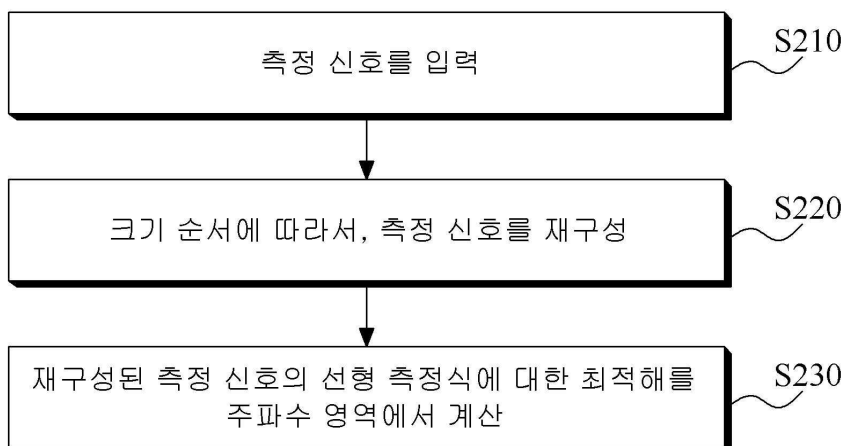 측정 신호를 입력
S210
크기 순서에 따라서, 측정 신호를 재구성
S220
재구성된 측정 신호의 선형 측정식에 대한 최적해를
주파수 영역에서 계산
S230